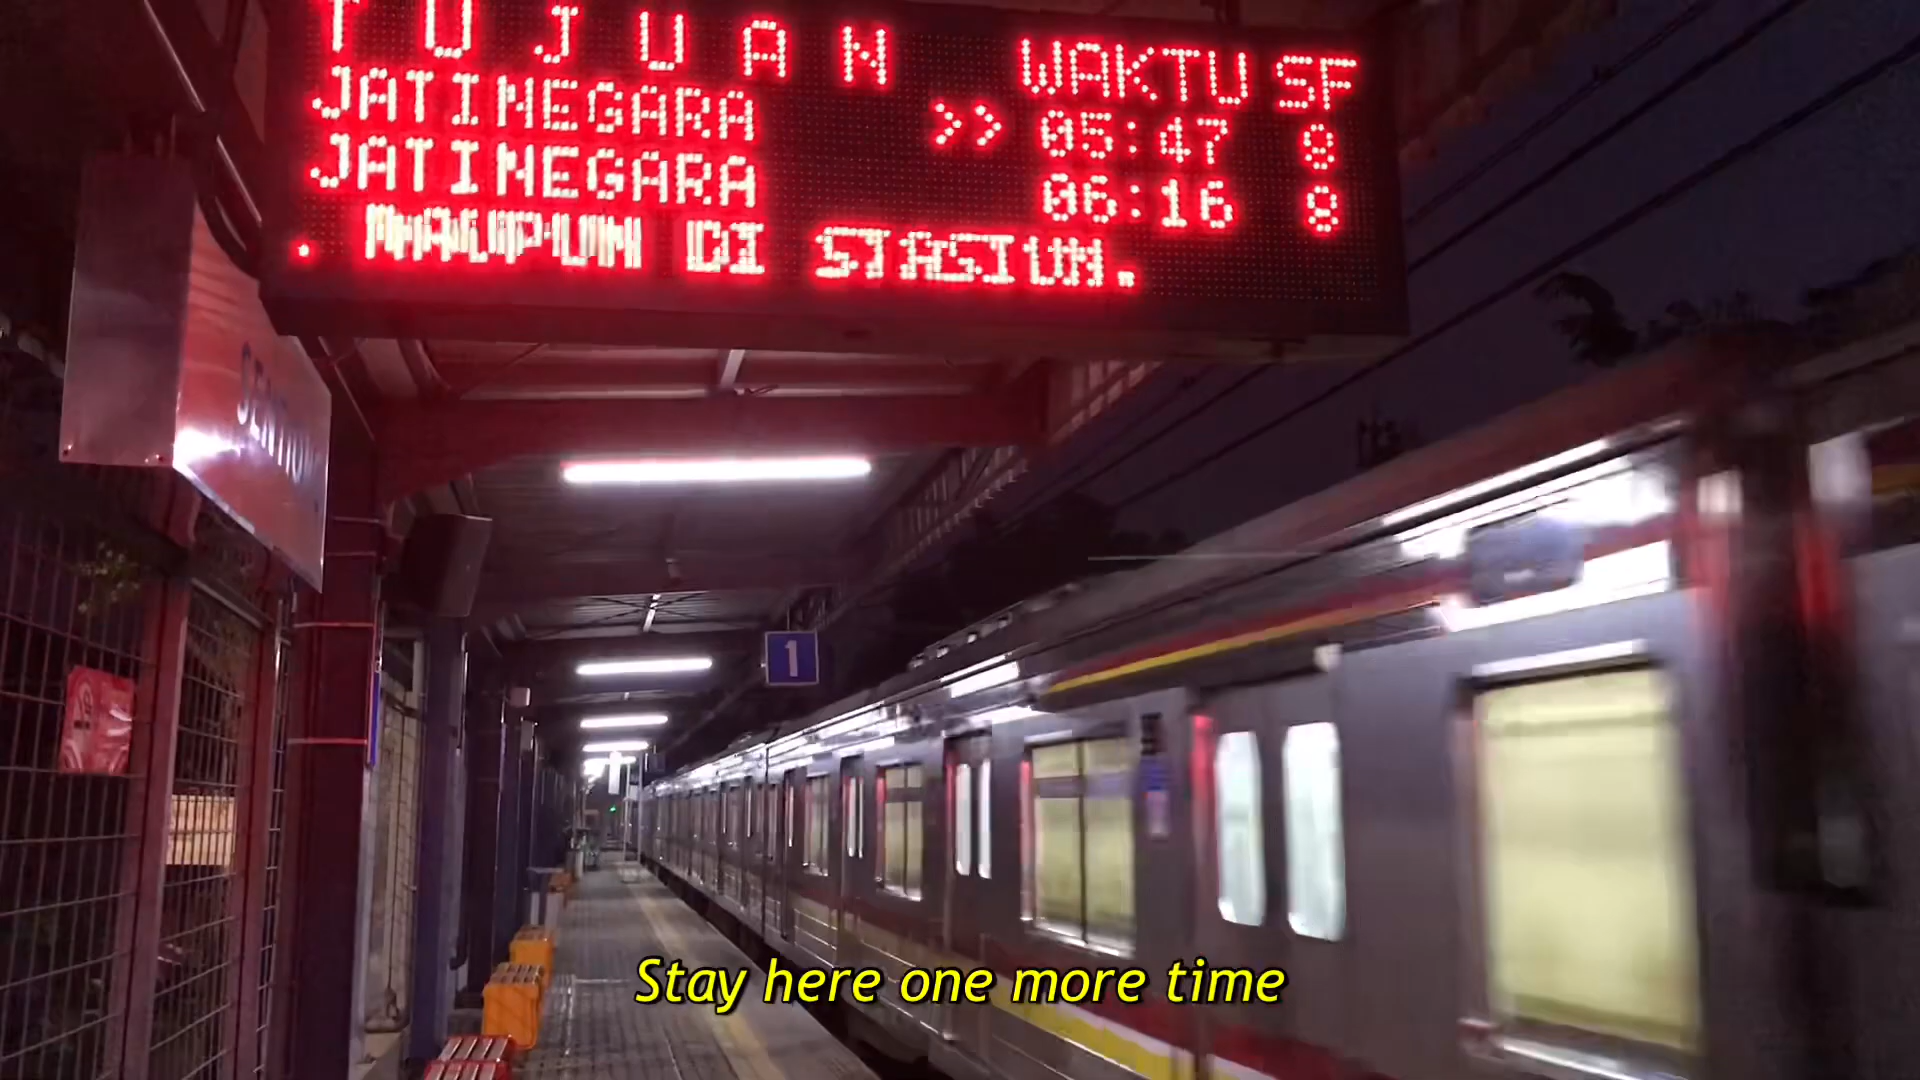 TUJUAN WAKTU SF
JATINEGARA >> 05:47 8
JATINEGARA 06:16 8
. MAUPUN DI STASIUN.
1
Stay here one more time